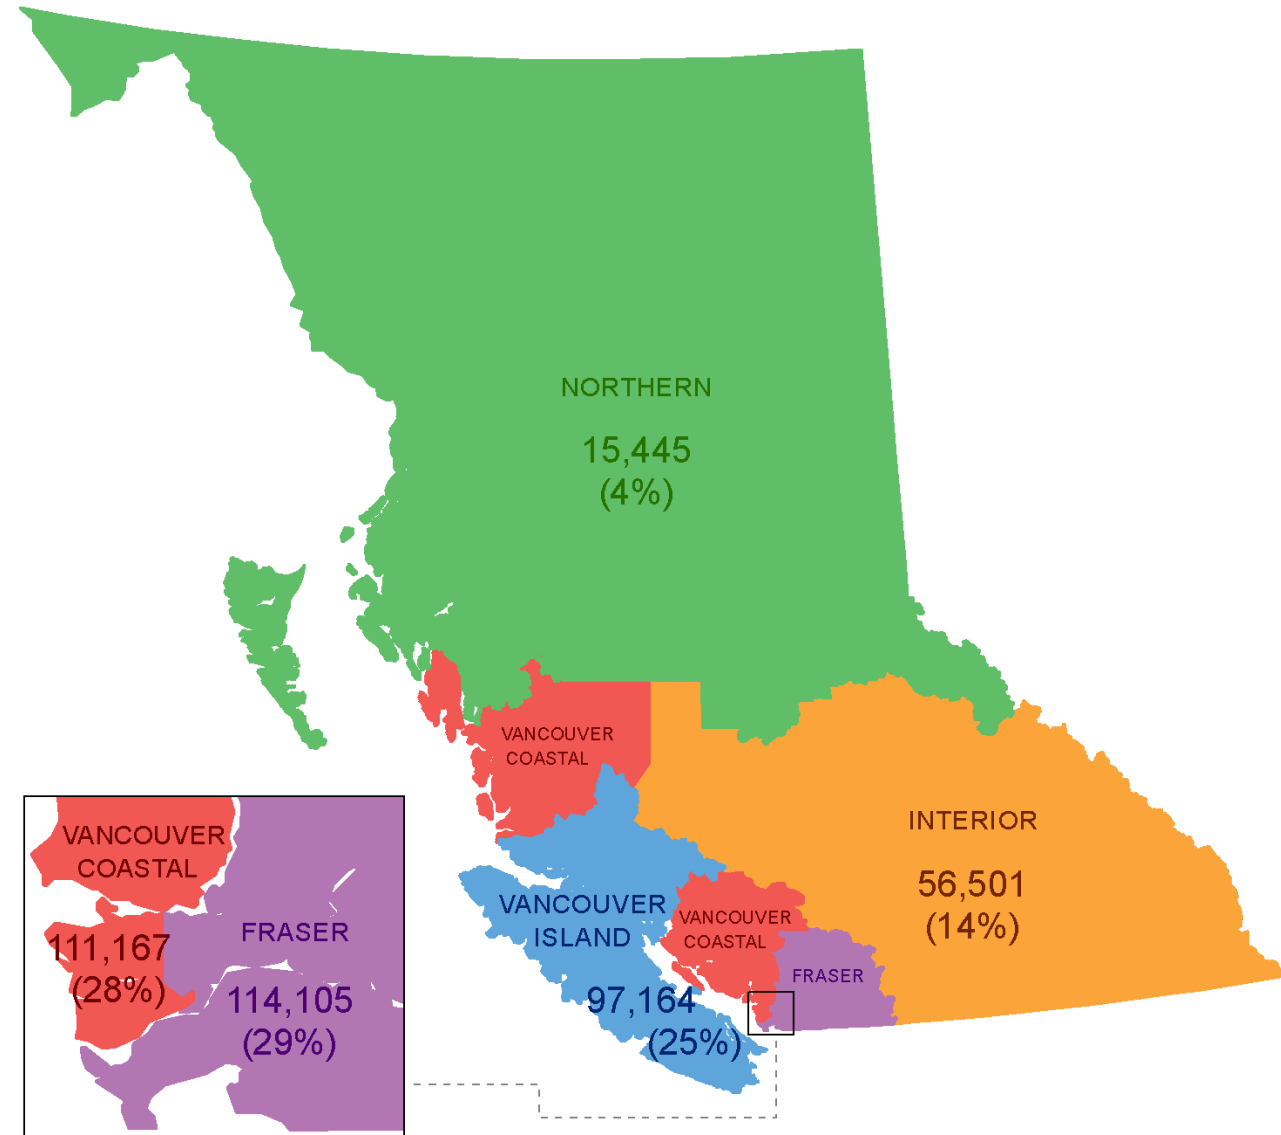 NORTHERN
15,445
(4%)
VANCOUVER
COASTAL
INTERIOR
56,501
(14%)
VANCOUVER
ISLAND
97,164
(25%)
VANCOUVER
COASTAL
FRASER
VANCOUVER
COASTAL
111,167
(28%)
FRASER
114,105
(29%)